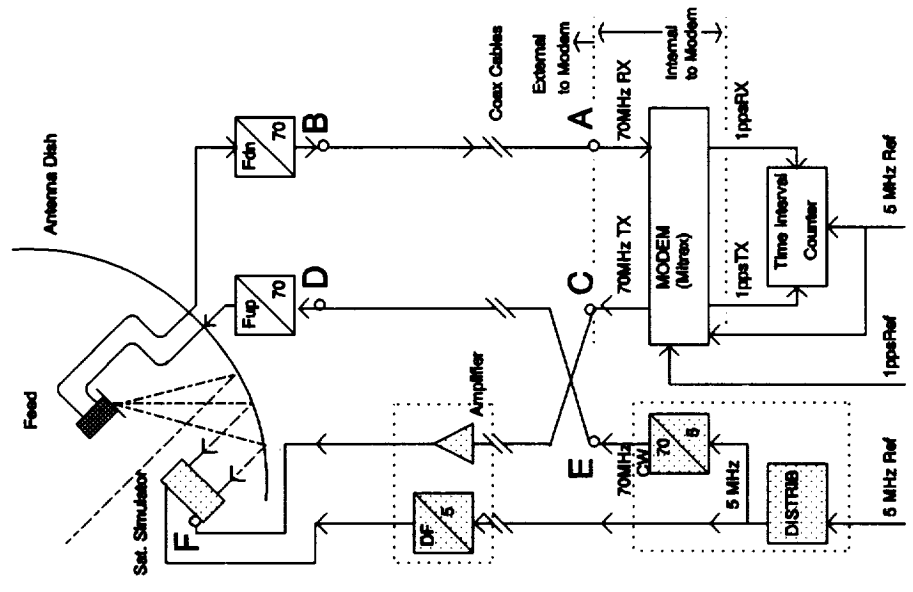 Antenna Dish
Feed
Sat. Simulator
F
Fup
70
Fdn
70
D
B
Coax Cables
Amplifier
DF
5
External
to Modem
Internal
to Modem
E
C
A
70MHz
CW
70MHz TX
70MHz RX
70
5
5 MHz
DISTRIB
MODEM
(Mitrex)
1ppsTX
1ppsRX
Time Interval
Counter
5 MHz Ref
1ppsRef
5 MHz Ref